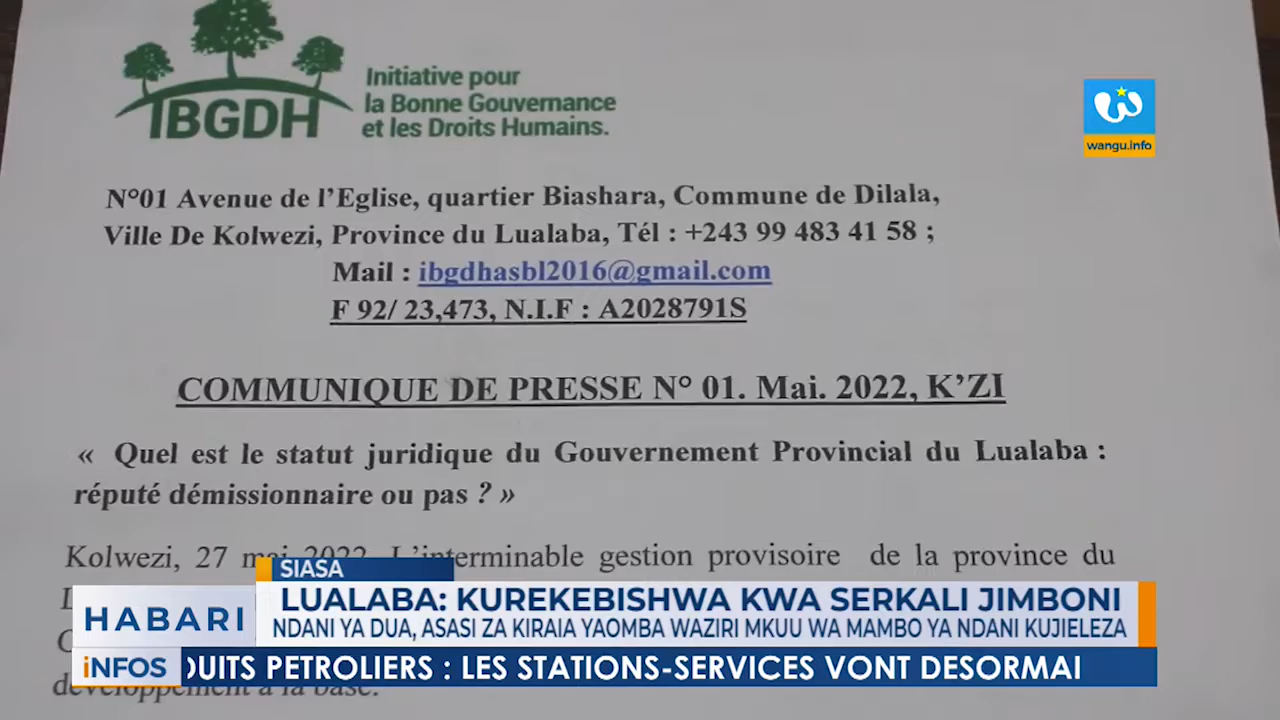 IBGDH
Initiative pour
la Bonne Gouvernance
et les Droits Humains.
wangu.info
N°01 Avenue de l'Eglise, quartier Biashara, Commune de Dilala,
Ville De Kolwezi, Province du Lualaba, Tél : +243 99 483 41 58 ;
Mail : ibgdhasbl2016@gmail.com
F 92/ 23,473, N.I.F : A2028791S
COMMUNIQUE DE PRESSE N° 01. Mai. 2022, K'ZI
« Quel est le statut juridique du Gouvernement Provincial du Lualaba :
réputé démissionnaire ou pas ? »
Kolwezi, 27 mai 2022. L'interminable gestion provisoire de la province du
développement à la base.
SIASA
HABARI
LUALABA: KUREKEBISHWA KWA SERKALI JIMBONI
NDANI YA DUA, ASASI ZA KIRAIA YAOMBA WAZIRI MKUU WA MAMBO YA NDANI KUJIELEZA
iNFOS
OUITS PETROLIERS : LES STATIONS-SERVICES VONT DESORMAI